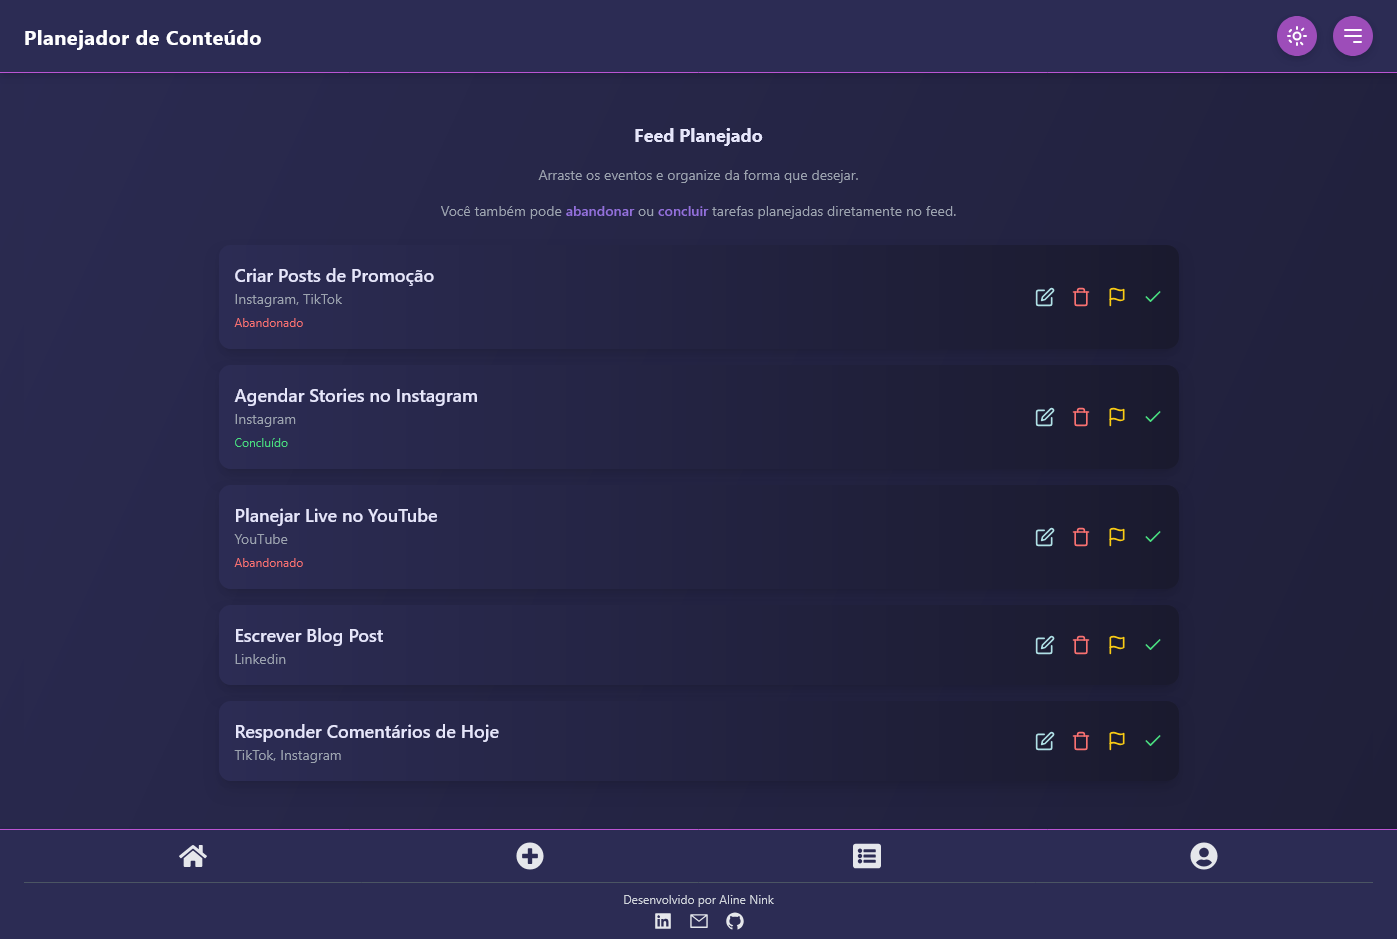 Planejador de Conteúdo
Feed Planejado
Arraste os eventos e organize da forma que desejar.
Você também pode abandonar ou concluir tarefas planejadas diretamente no feed.
Criar Posts de Promoção
Instagram, TikTok
Abandonado
Agendar Stories no Instagram
Instagram
Concluído
Planejar Live no YouTube
YouTube
Abandonado
Escrever Blog Post
Linkedin
Responder Comentários de Hoje
TikTok, Instagram
Desenvolvido por Aline Nink